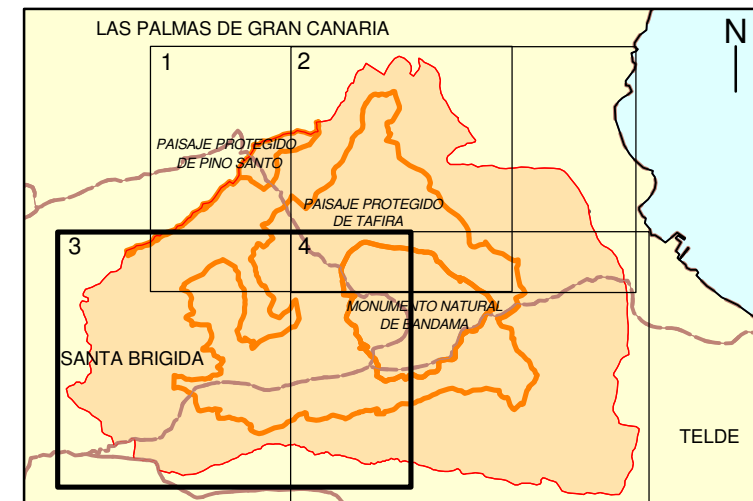 LAS PALMAS DE GRAN CANARIA
N
1
2
PAISAJE PROTEGIDO
DE PINO SANTO
PAISAJE PROTEGIDO
DE TAFIRA
3
4
MONUMENTO NATURAL
DE BANDAMA
SANTA BRIGIDA
TELDE